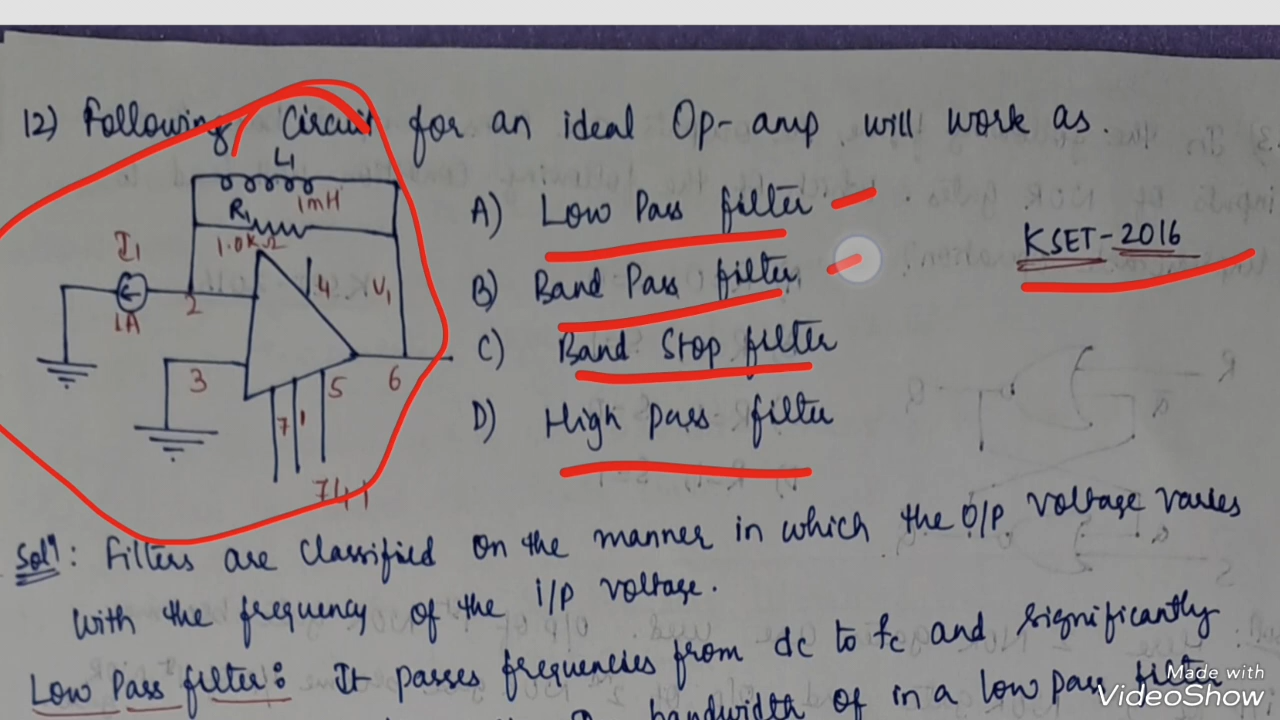 12) Following Circuit for an ideal Op-amp will work as.
L1
1mH
R1
1.0KΩ
I1
1A
2
4
V1
3
5
6
7
1
A) Low Pass filter
B) Band Pass filter
C) Band Stop filter
D) High pass filter
KSET-2016
Soln: Filters are classified on the manner in which the O/P voltage varies
with the frequency of the i/p voltage.
Low Pass filter: It passes frequencies from dc to fc and significantly
bandwidth of in a low pass filter
Made with
VideoShow